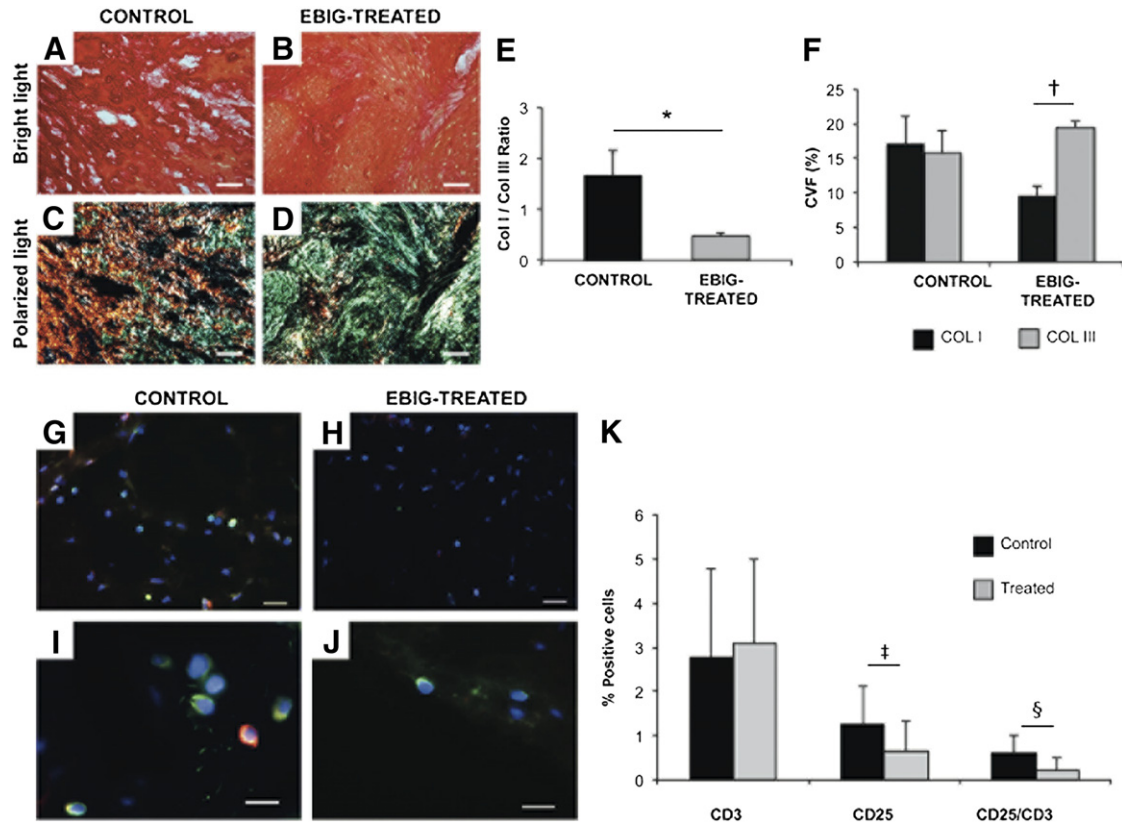 CONTROL
EBIG-TREATED
Bright light
Polarized light
A
B
C
D
E
3
2
1
0
Col I / Col III Ratio
*
CONTROL
EBIG-
TREATED
F
25
20
15
10
5
0
CVF (%)
†
CONTROL
EBIG-
TREATED
COL I
COL III
CONTROL
EBIG-TREATED
G
H
I
J
K
6
5
4
3
2
1
0
% Positive cells
Control
Treated
‡
§
CD3
CD25
CD25/CD3